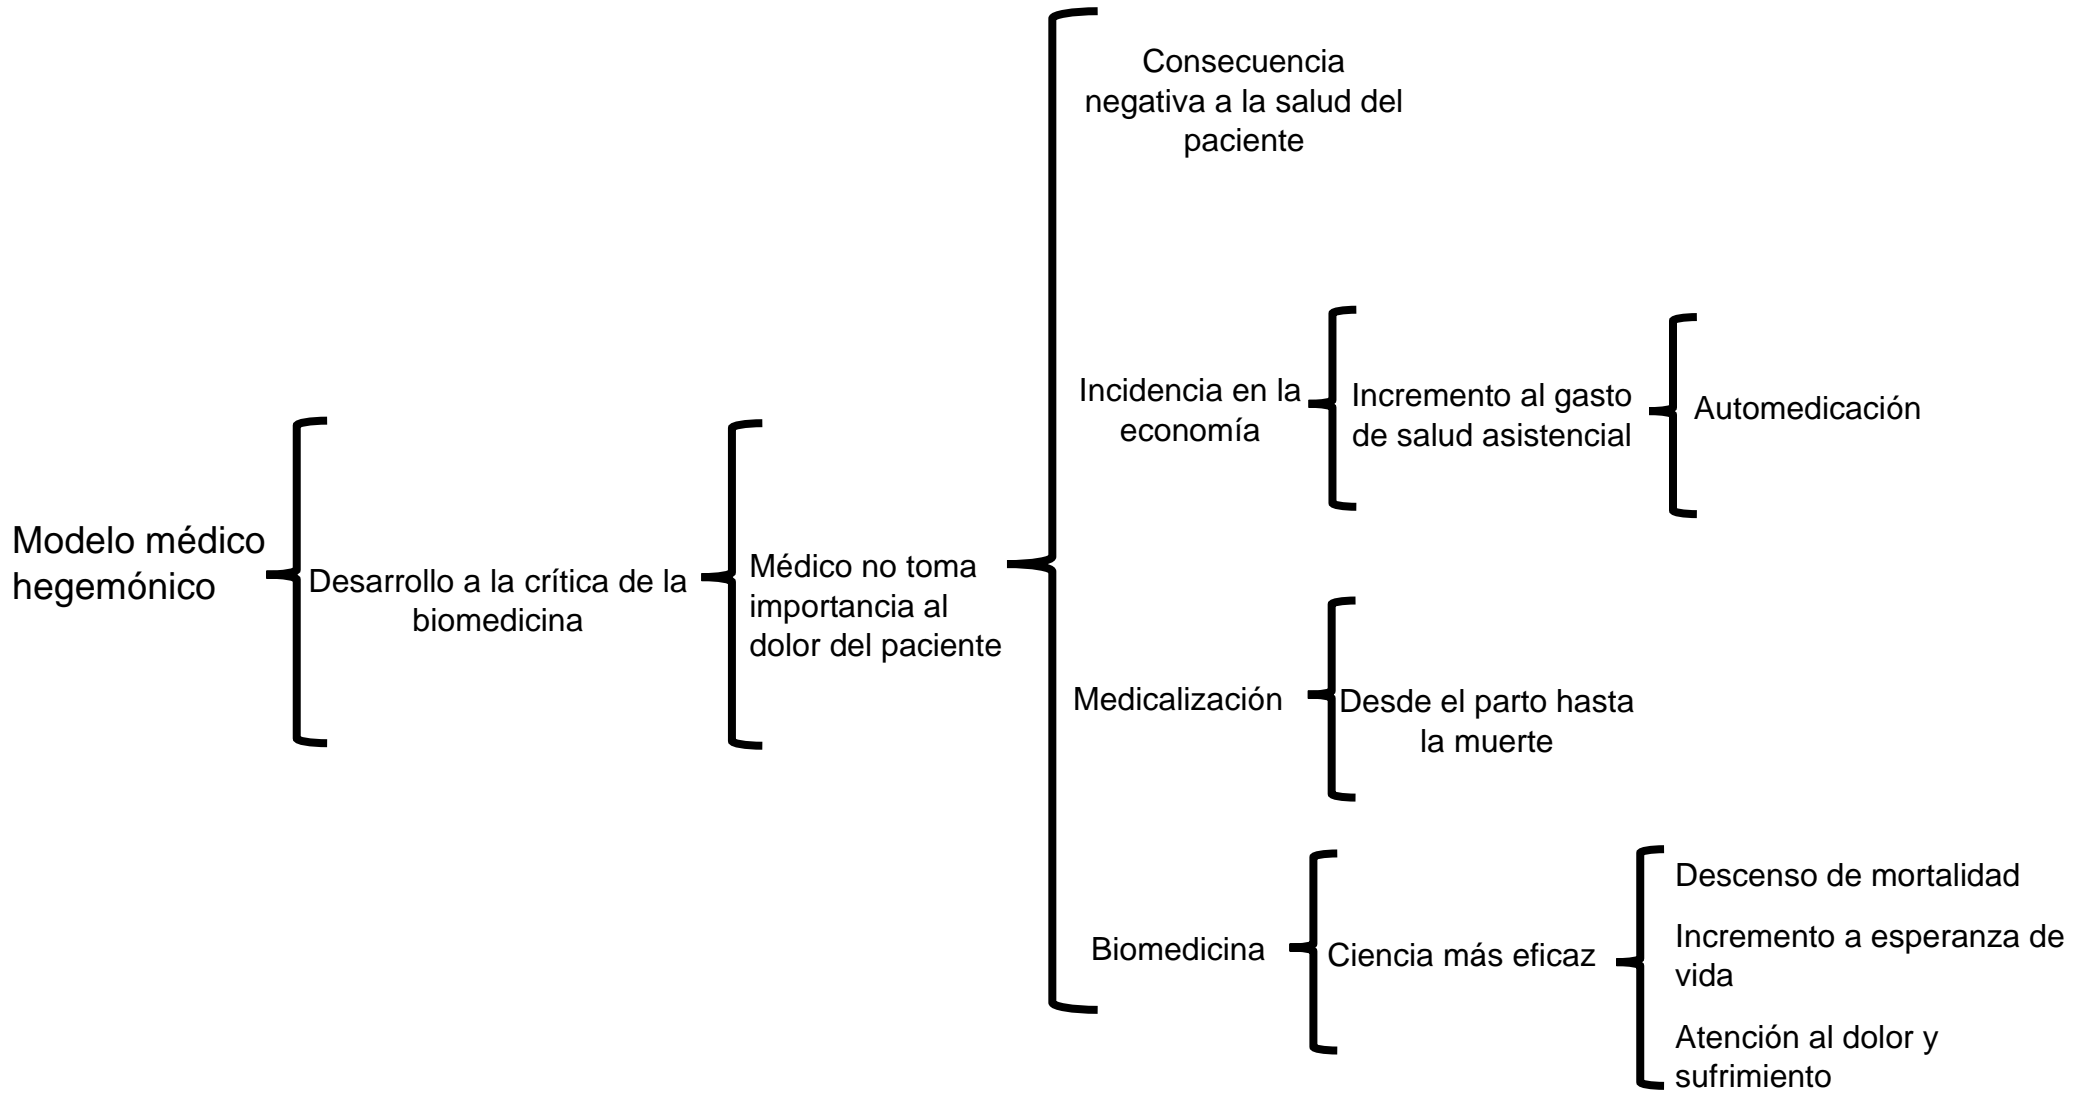 Modelo médico
hegemónico
Desarrollo a la crítica de la
biomedicina
Médico no toma
importancia al
dolor del paciente
Consecuencia
negativa a la salud del
paciente
Incidencia en la
economía
Incremento al gasto
de salud asistencial
Automedicación
Medicalización
Desde el parto hasta
la muerte
Biomedicina
Ciencia más eficaz
Descenso de mortalidad
Incremento a esperanza de
vida
Atención al dolor y
sufrimiento